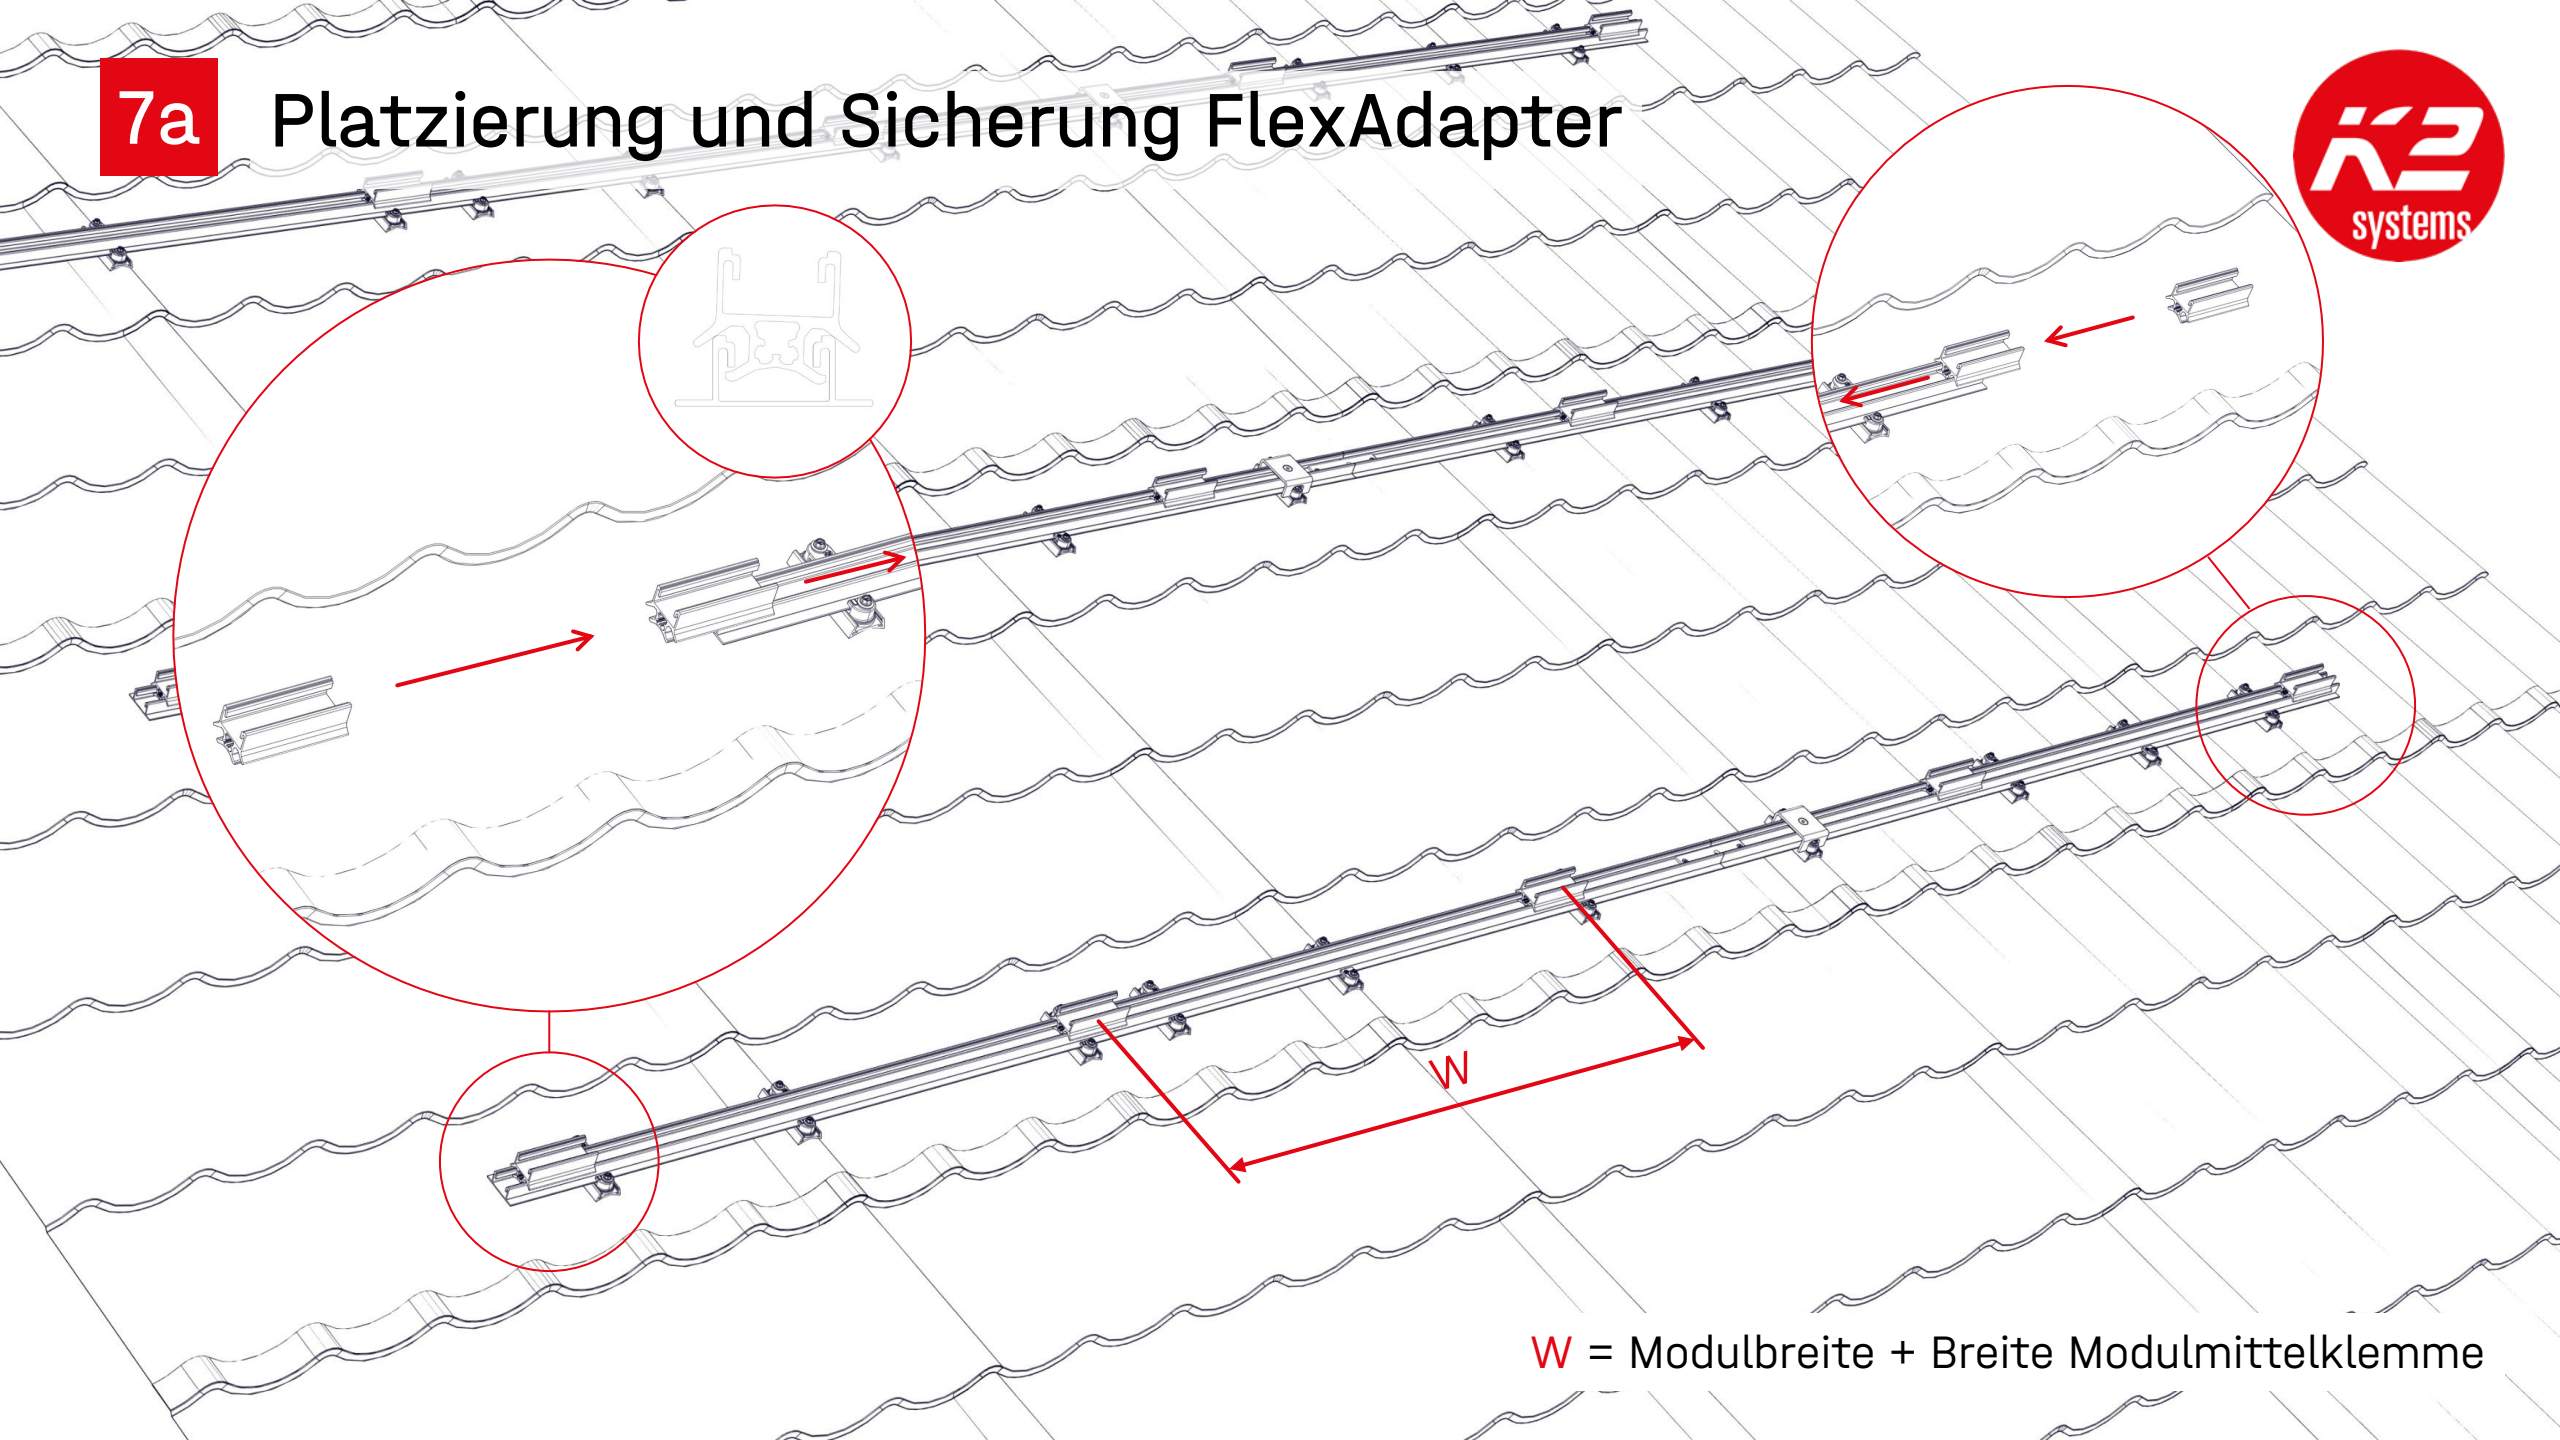 7a Platzierung und Sicherung FlexAdapter
K2
systems
W
W = Modulbreite + Breite Modulmittelklemme